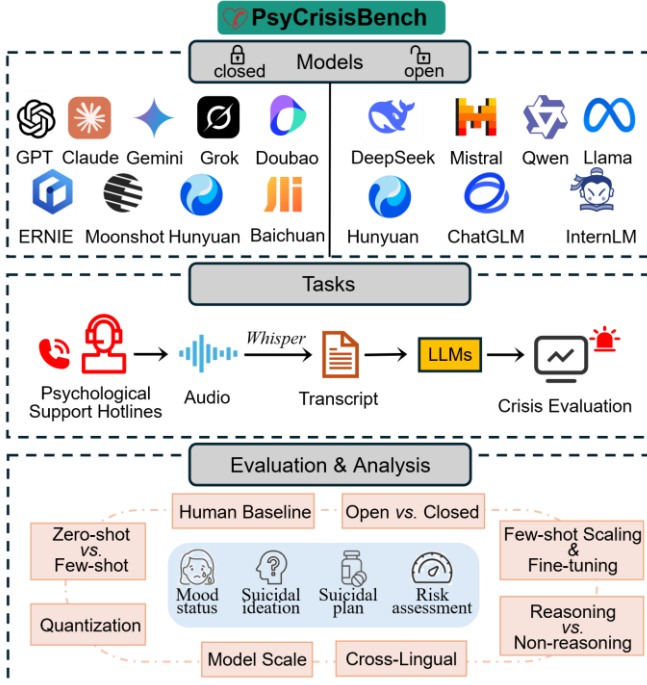 PsyCrisisBench
closed
Models
open
GPT
Claude
Gemini
Grok
Doubao
DeepSeek
Mistral
Qwen
Llama
ERNIE
Moonshot
Hunyuan
Baichuan
Hunyuan
ChatGLM
InternLM
Tasks
Whisper
LLMs
Psychological
Support Hotlines
Audio
Transcript
Crisis Evaluation
Evaluation & Analysis
Human Baseline
Open vs. Closed
Zero-shot
vs.
Few-shot
Few-shot Scaling
&
Fine-tuning
Mood
status
Suicidal
ideation
Suicidal
plan
Risk
assessment
Quantization
Reasoning
vs.
Non-reasoning
Model Scale
Cross-Lingual